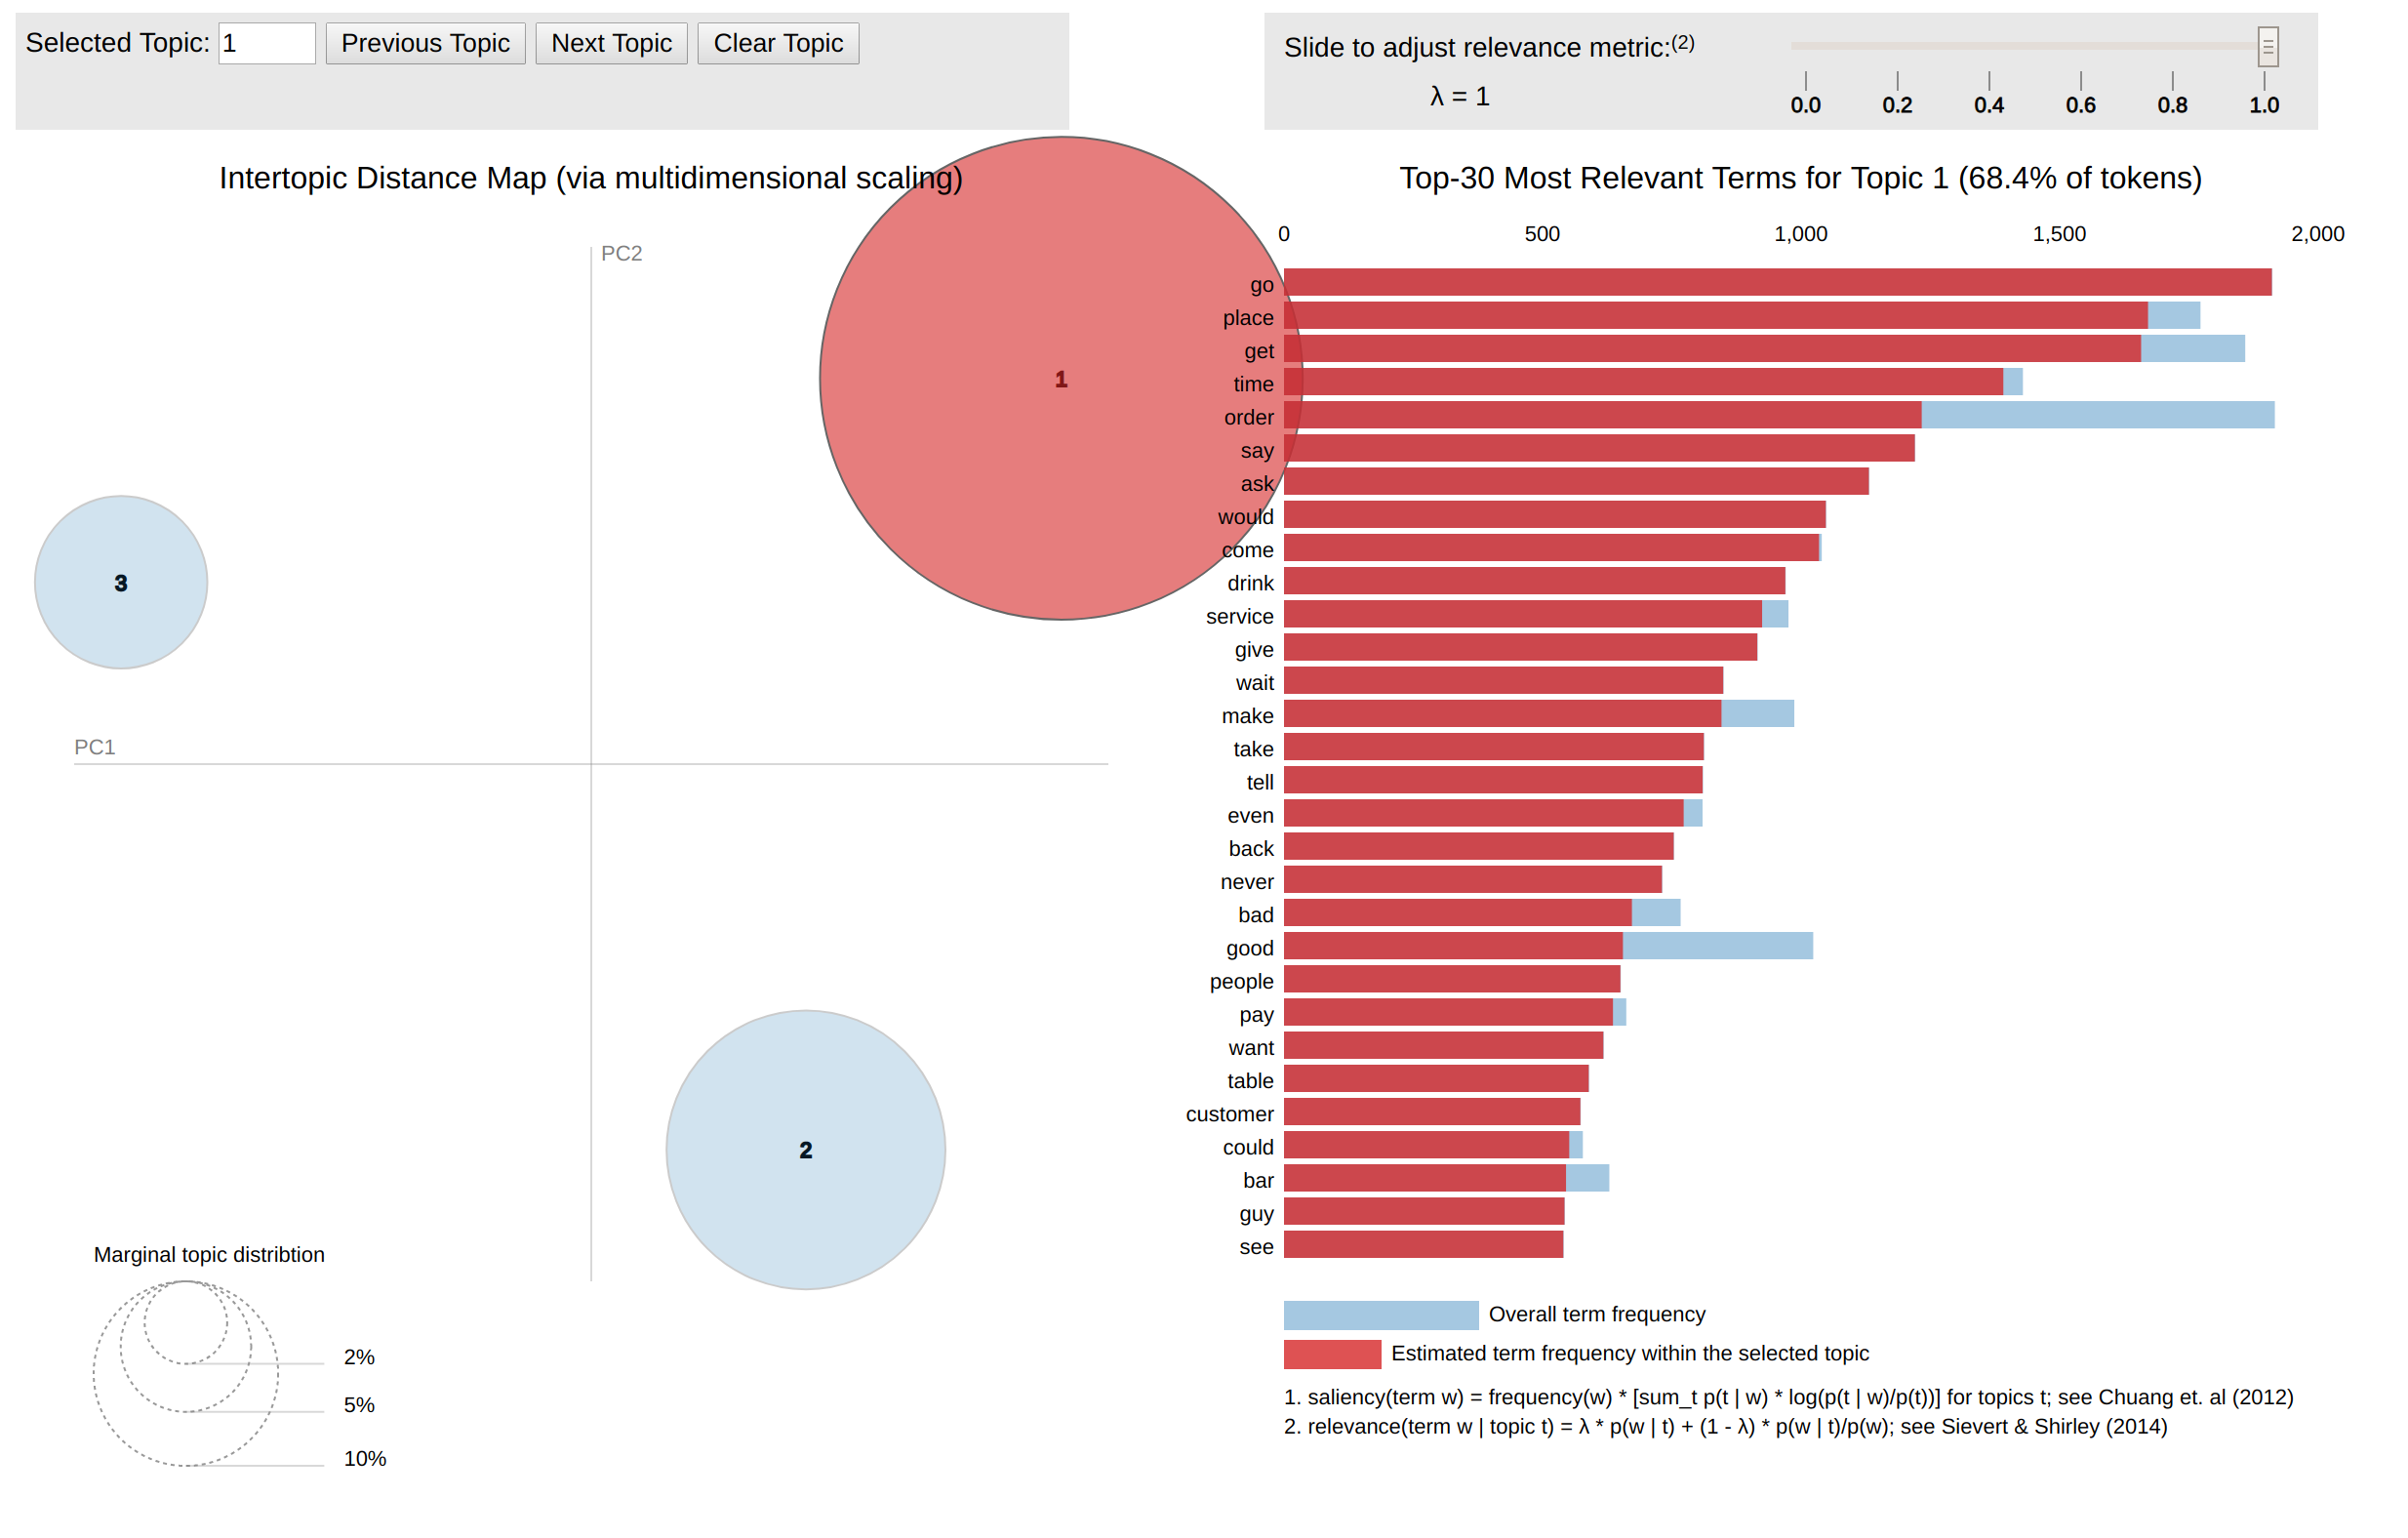 Selected Topic: 1 Previous Topic Next Topic Clear Topic
Slide to adjust relevance metric:(2)
λ = 1
0.0 0.2 0.4 0.6 0.8 1.0
Intertopic Distance Map (via multidimensional scaling)
PC2
PC1
1
3
2
Marginal topic distribtion
2%
5%
10%
Top-30 Most Relevant Terms for Topic 1 (68.4% of tokens)
0 500 1,000 1,500 2,000
go
place
get
time
order
say
ask
would
come
drink
service
give
wait
make
take
tell
even
back
never
bad
good
people
pay
want
table
customer
could
bar
guy
see
Overall term frequency
Estimated term frequency within the selected topic
1. saliency(term w) = frequency(w) * [sum_t p(t | w) * log(p(t | w)/p(t))] for topics t; see Chuang et. al (2012)
2. relevance(term w | topic t) = λ * p(w | t) + (1 - λ) * p(w | t)/p(w); see Sievert & Shirley (2014)